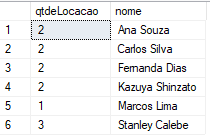 qtdeLocacao nome
1 2 Ana Souza
2 2 Carlos Silva
3 2 Fernanda Dias
4 2 Kazuya Shinzato
5 1 Marcos Lima
6 3 Stanley Calebe